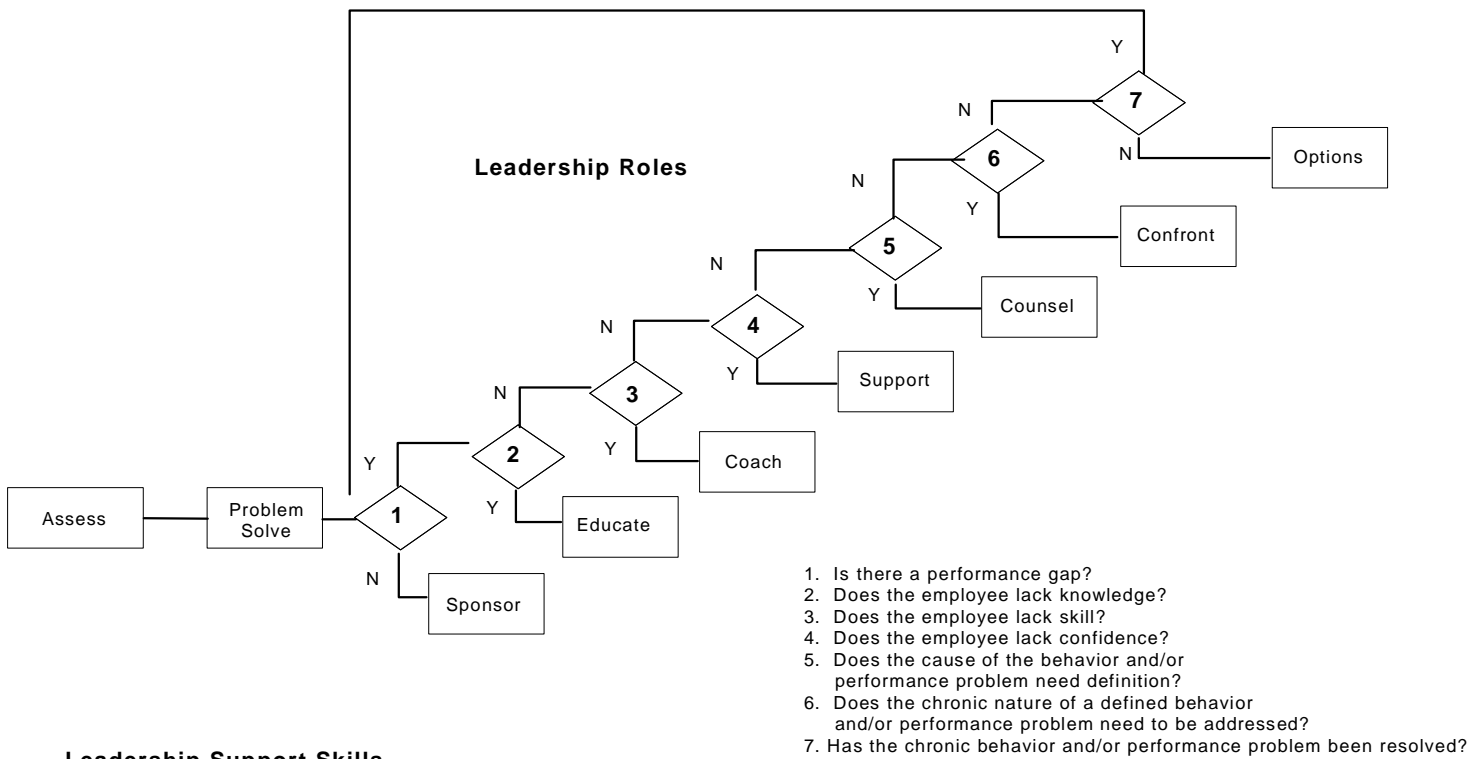 Y
7
N
6
N
Options
Leadership Roles
N
Y
Confront
5
N
Y
Counsel
4
N
Y
Support
3
N
Y
Coach
2
Y
Y
Educate
Assess
Problem
Solve
1
N
Sponsor
1. Is there a performance gap?
2. Does the employee lack knowledge?
3. Does the employee lack skill?
4. Does the employee lack confidence?
5. Does the cause of the behavior and/or
performance problem need definition?
6. Does the chronic nature of a defined behavior
and/or performance problem need to be addressed?
7. Has the chronic behavior and/or performance problem been resolved?
Leadership Support Skills